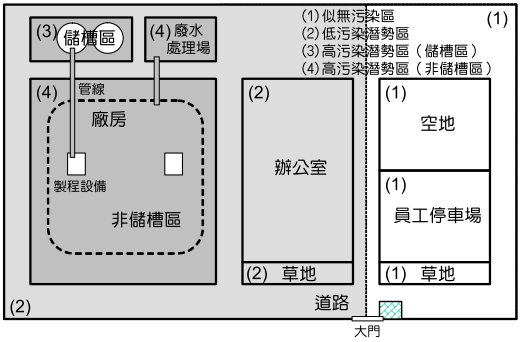 (1) 似無污染區
(2) 低污染潛勢區
(3) 高污染潛勢區(儲槽區)
(4) 高污染潛勢區(非儲槽區)
(1)
(3) 儲槽區
(4) 廢水
處理場
(4)
管線
廠房
製程設備
非儲槽區
(2)
辦公室
(2) 草地
(1)
空地
(1)
員工停車場
(1) 草地
(2)
道路
大門